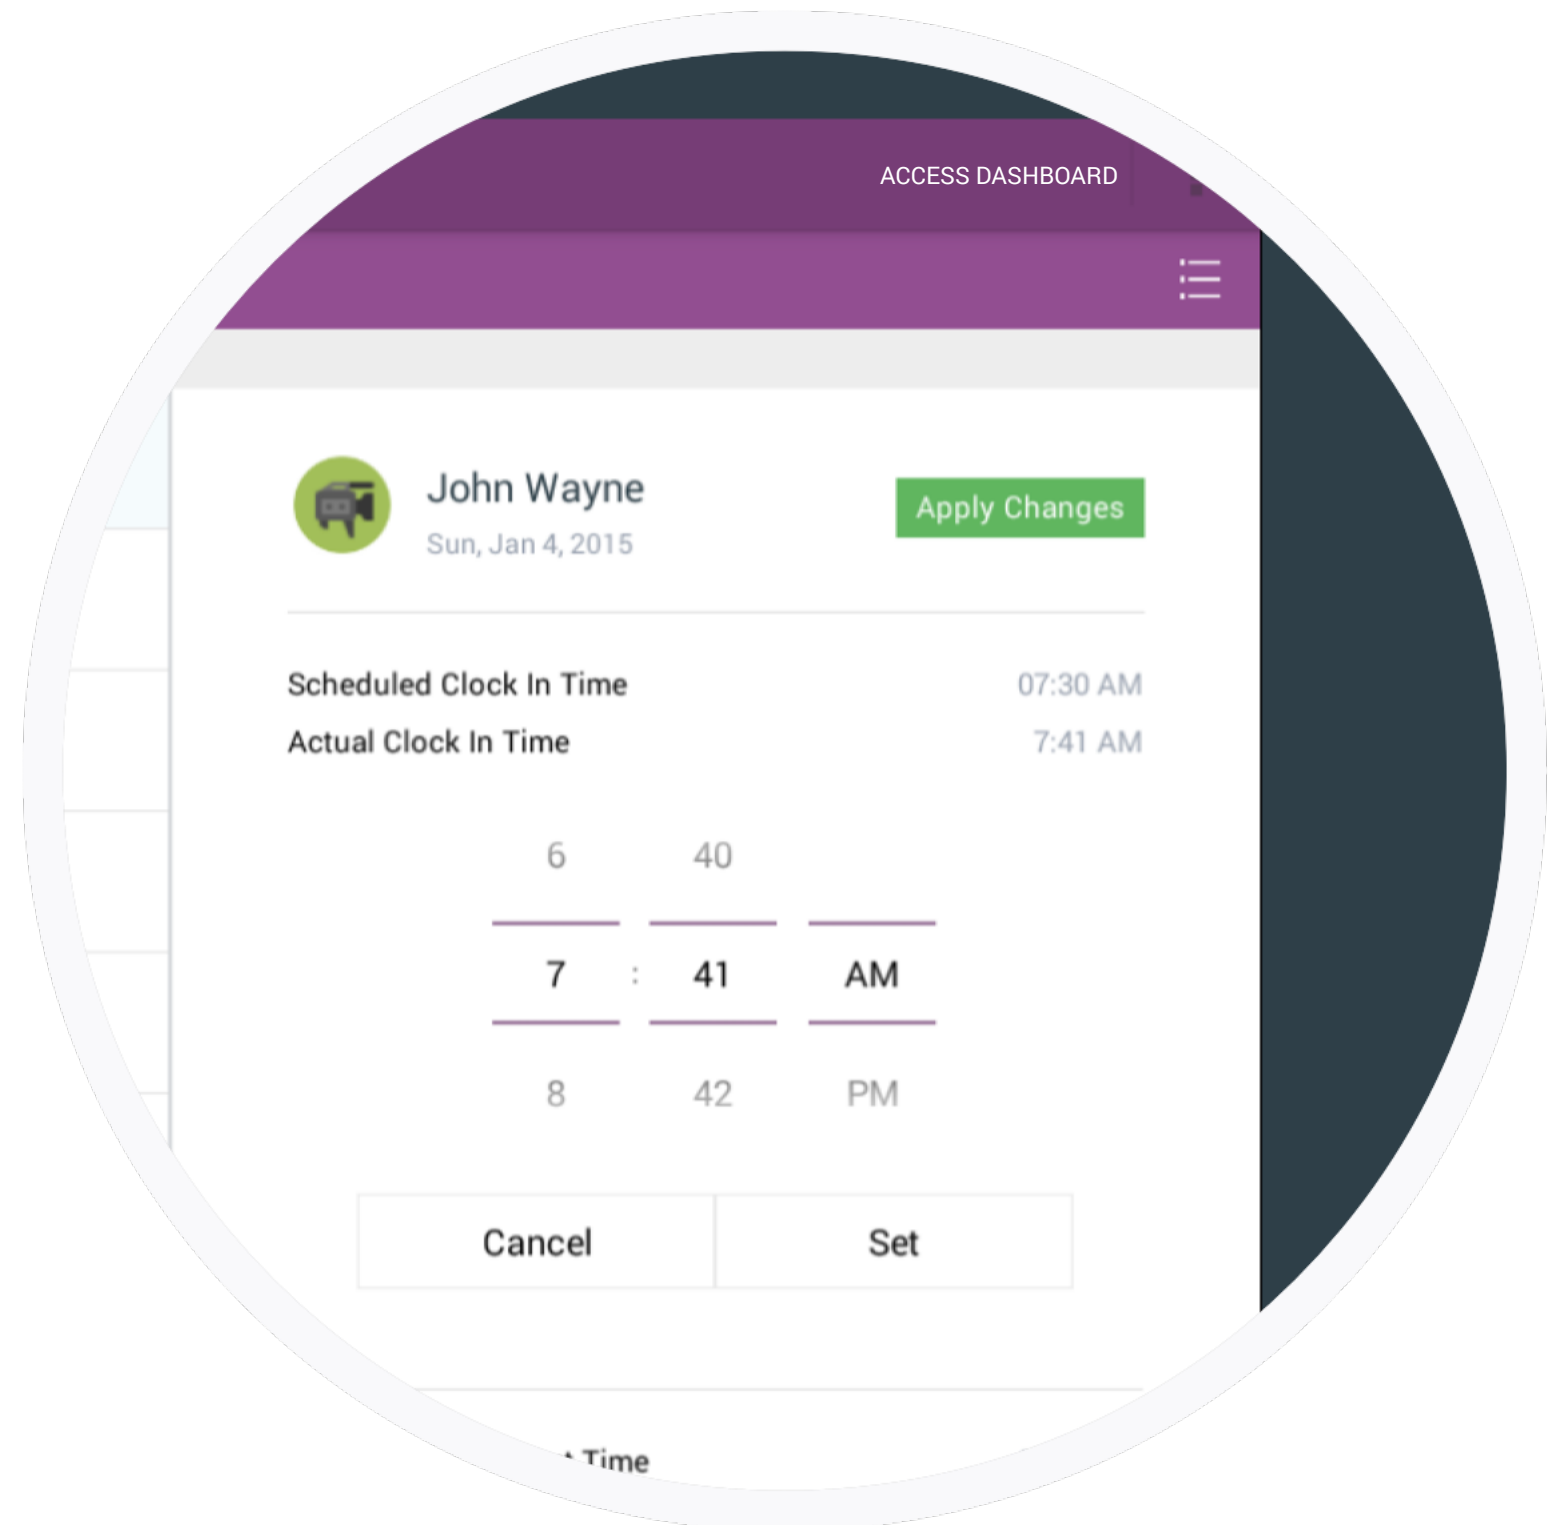 ACCESS DASHBOARD
John Wayne
Apply Changes
Sun, Jan 4, 2015
Scheduled Clock In Time 07:30 AM
Actual Clock In Time 7:41 AM
6 40
7 : 41 AM
8 42 PM
Cancel Set
Time